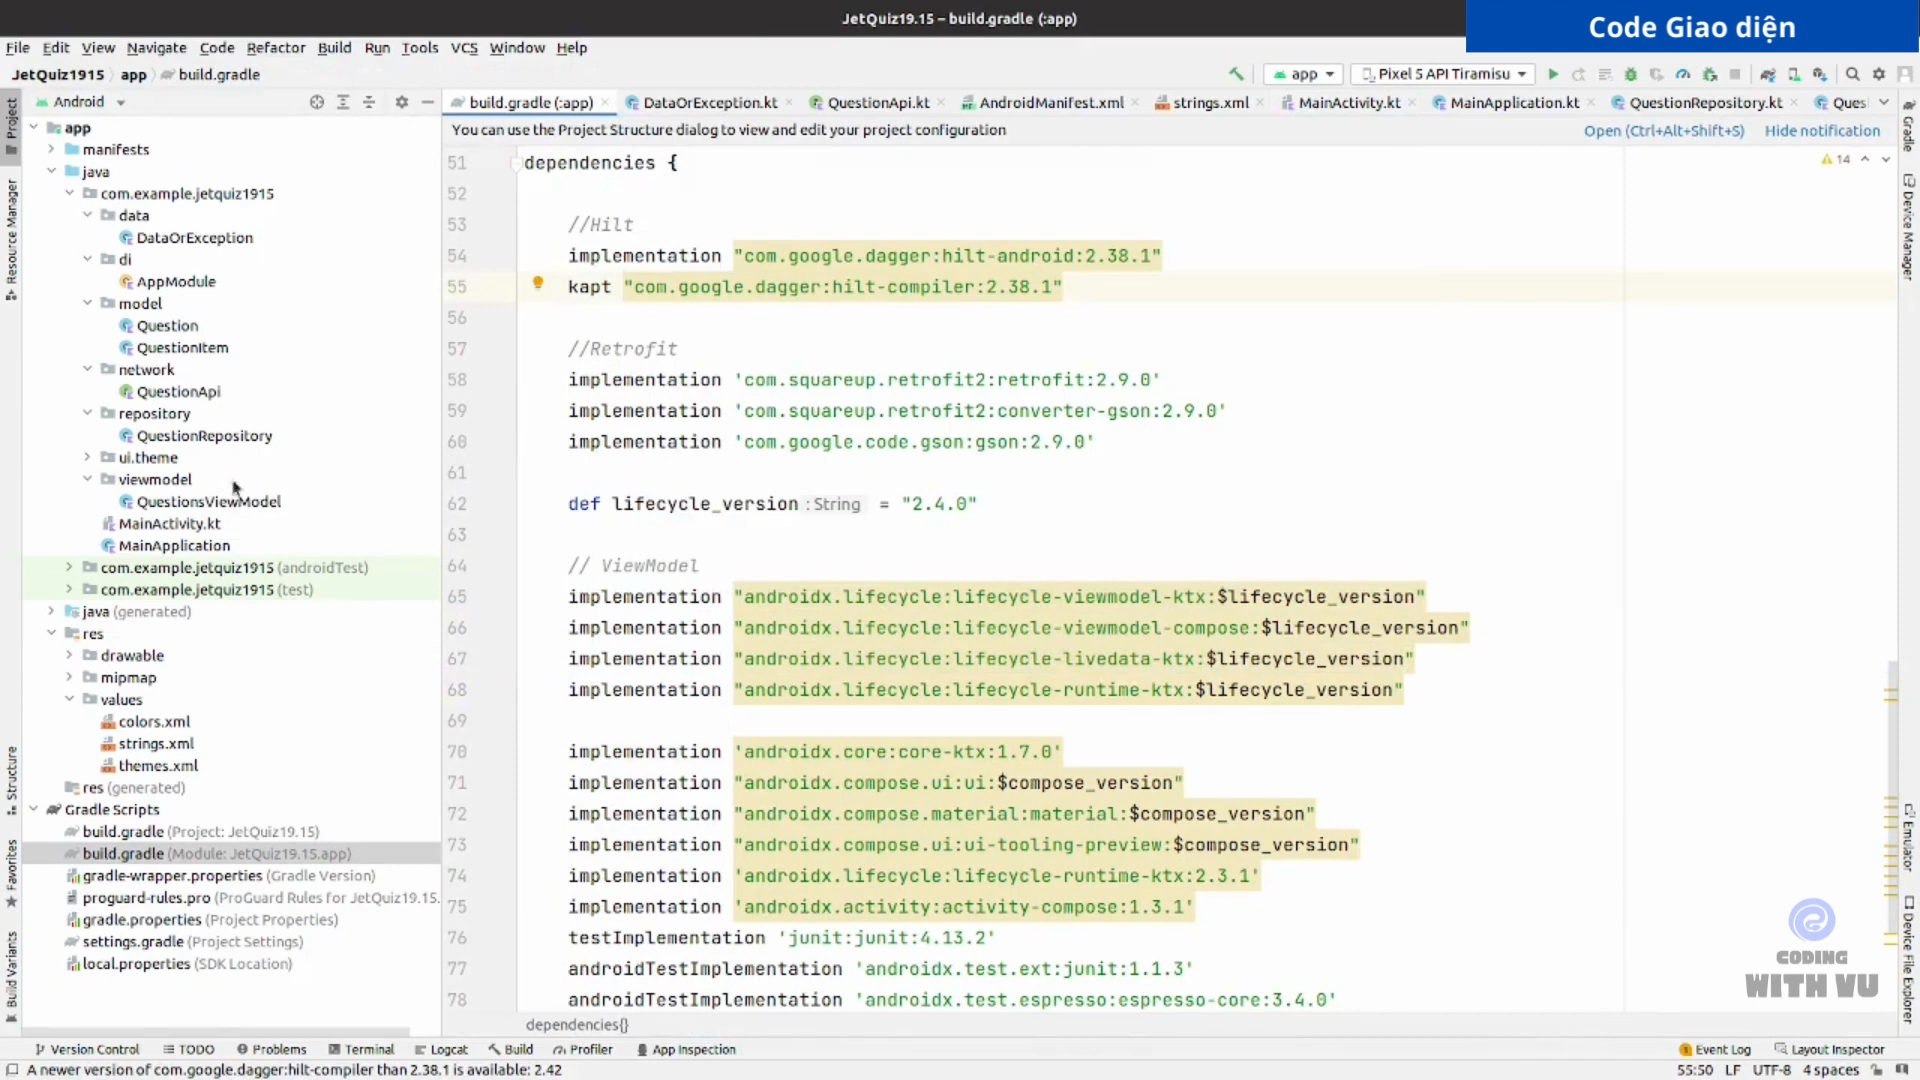 JetQuiz19.15 – build.gradle (:app)
Code Giao diện
File Edit View Navigate Code Refactor Build Run Tools VCS Window Help
JetQuiz1915 app build.gradle
app Pixel 5 API Tiramisu
Android
build.gradle (:app) DataOrException.kt QuestionApi.kt AndroidManifest.xml strings.xml MainActivity.kt MainApplication.kt QuestionRepository.kt Ques
You can use the Project Structure dialog to view and edit your project configuration Open (Ctrl+Alt+Shift+S) Hide notification
Project
Resource Manager
Structure
Favorites
Build Variants
app
manifests
java
com.example.jetquiz1915
data
DataOrException
di
AppModule
model
Question
QuestionItem
network
QuestionApi
repository
QuestionRepository
ui.theme
viewmodel
QuestionsViewModel
MainActivity.kt
MainApplication
com.example.jetquiz1915 (androidTest)
com.example.jetquiz1915 (test)
java (generated)
res
drawable
mipmap
values
colors.xml
strings.xml
themes.xml
res (generated)
Gradle Scripts
build.gradle (Project: JetQuiz19.15)
build.gradle (Module: JetQuiz19.15.app)
gradle-wrapper.properties (Gradle Version)
proguard-rules.pro (ProGuard Rules for JetQuiz19.15.
gradle.properties (Project Properties)
settings.gradle (Project Settings)
local.properties (SDK Location)
14
51 dependencies {
52
53 //Hilt
54 implementation "com.google.dagger:hilt-android:2.38.1"
55 kapt "com.google.dagger:hilt-compiler:2.38.1"
56
57 //Retrofit
58 implementation 'com.squareup.retrofit2:retrofit:2.9.0'
59 implementation 'com.squareup.retrofit2:converter-gson:2.9.0'
60 implementation 'com.google.code.gson:gson:2.9.0'
61
62 def lifecycle_version : String = "2.4.0"
63
64 // ViewModel
65 implementation "androidx.lifecycle:lifecycle-viewmodel-ktx:$lifecycle_version"
66 implementation "androidx.lifecycle:lifecycle-viewmodel-compose:$lifecycle_version"
67 implementation "androidx.lifecycle:lifecycle-livedata-ktx:$lifecycle_version"
68 implementation "androidx.lifecycle:lifecycle-runtime-ktx:$lifecycle_version"
69
70 implementation 'androidx.core:core-ktx:1.7.0'
71 implementation "androidx.compose.ui:ui:$compose_version"
72 implementation "androidx.compose.material:material:$compose_version"
73 implementation "androidx.compose.ui:ui-tooling-preview:$compose_version"
74 implementation 'androidx.lifecycle:lifecycle-runtime-ktx:2.3.1'
75 implementation 'androidx.activity:activity-compose:1.3.1'
76 testImplementation 'junit:junit:4.13.2'
77 androidTestImplementation 'androidx.test.ext:junit:1.1.3'
78 androidTestImplementation 'androidx.test.espresso:espresso-core:3.4.0'
dependencies{}
Gradle
Device Manager
Emulator
Device File Explorer
CODING
WITH VU
Version Control TODO Problems Terminal Logcat Build Profiler App Inspection Event Log Layout Inspector
A newer version of com.google.dagger:hilt-compiler than 2.38.1 is available: 2.42 55:50 LF UTF-8 4 spaces